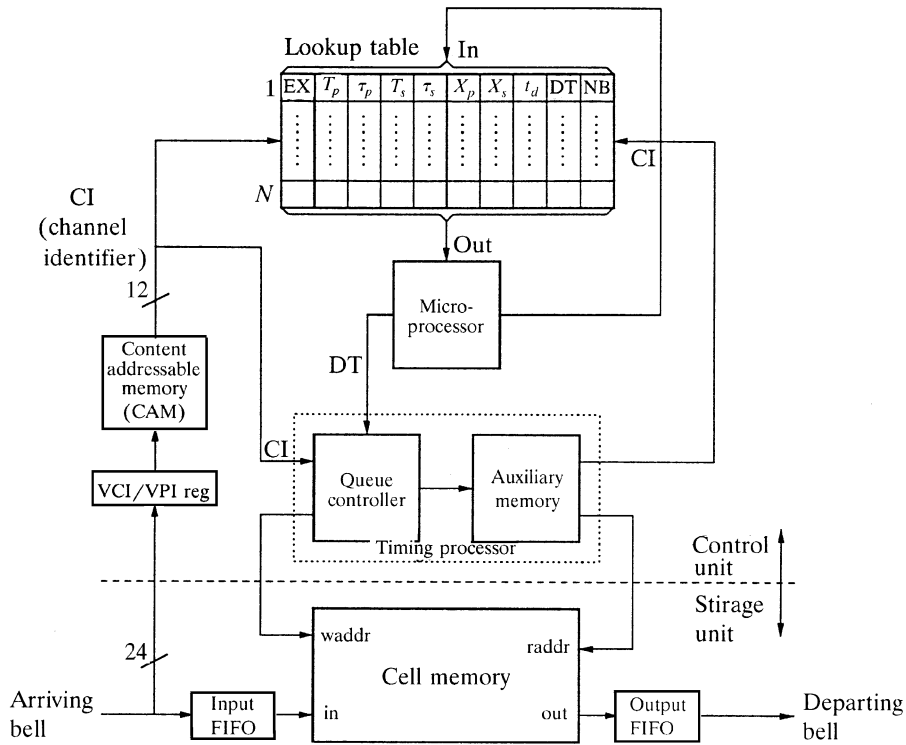 Lookup table
In
1
EX T_p τ_p T_s τ_s X_p X_s t_d DT NB
N
CI
CI
(channel
identifier)
Out
12
Micro-
processor
Content
addressable
memory
(CAM)
DT
CI
VCI/VPI reg
Queue
controller
Auxiliary
memory
Timing processor
Control
unit
Stirage
unit
24
waddr
raddr
Cell memory
Arriving
bell
Input
FIFO
in
out
Output
FIFO
Departing
bell